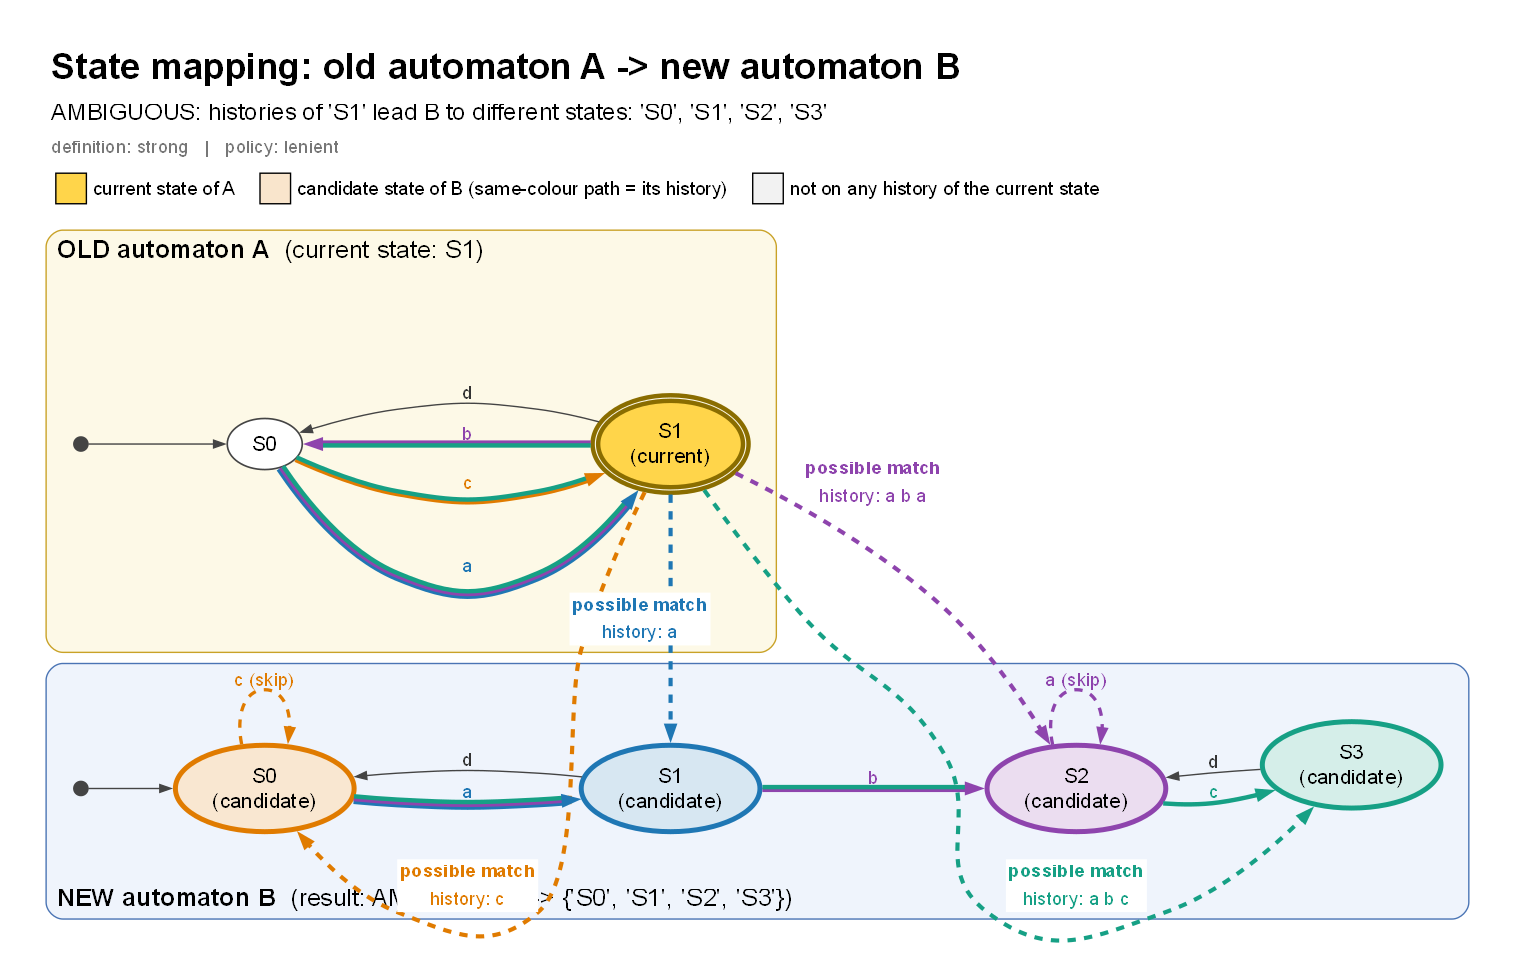 State mapping: old automaton A -> new automaton B
AMBIGUOUS: histories of 'S1' lead B to different states: 'S0', 'S1', 'S2', 'S3'
definition: strong | policy: lenient
current state of A
candidate state of B (same-colour path = its history)
not on any history of the current state
OLD automaton A (current state: S1)
d
b
c
a
S0
S1
(current)
possible match
history: a b a
possible match
history: a
c (skip)
a (skip)
S0
(candidate)
d
a
S1
(candidate)
b
S2
(candidate)
d
c
S3
(candidate)
possible match
history: c
possible match
history: a b c
NEW automaton B (result: > {'S0', 'S1', 'S2', 'S3'})